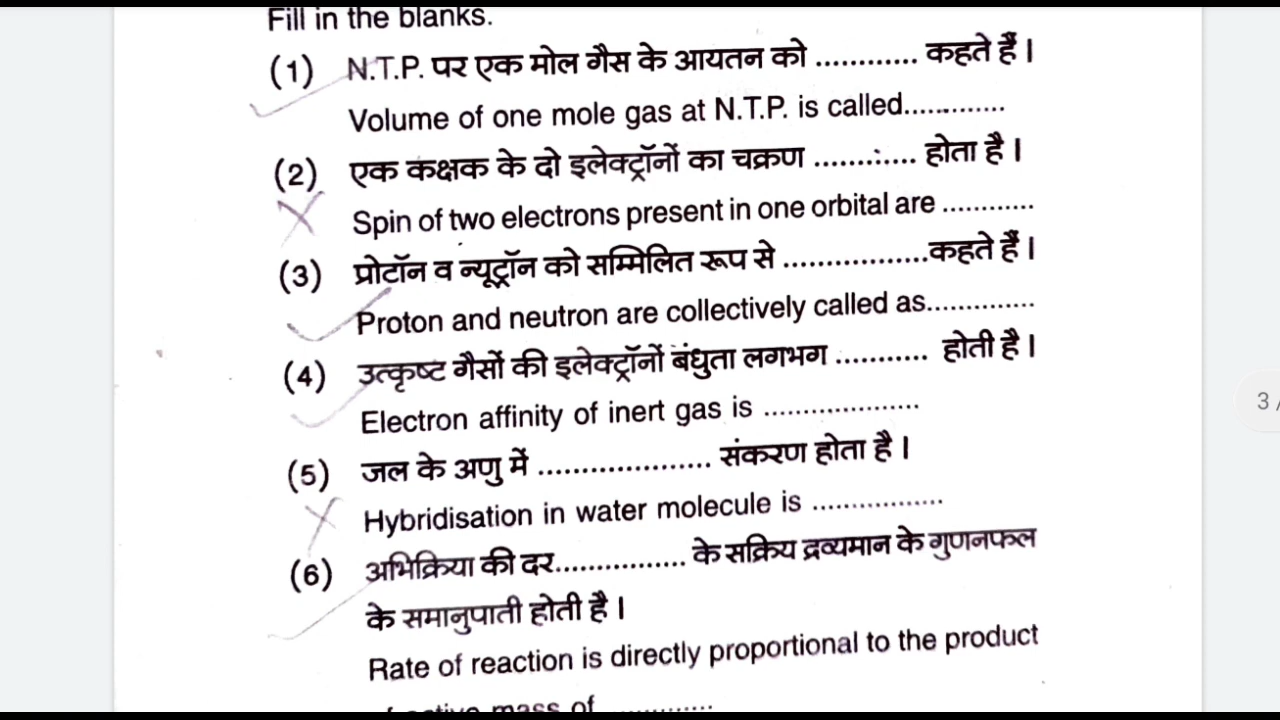 Fill in the blanks.
(1) N.T.P. पर एक मोल गैस के आयतन को ............ कहते हैं।
Volume of one mole gas at N.T.P. is called.............
(2) एक कक्षक के दो इलेक्ट्रॉनों का चक्रण .......:.... होता है।
Spin of two electrons present in one orbital are ............
(3) प्रोटॉन व न्यूट्रॉन को सम्मिलित रूप से .................कहते हैं।
Proton and neutron are collectively called as..............
(4) उत्कृष्ट गैसों की इलेक्ट्रॉनों बंधुता लगभग ............ होती है।
Electron affinity of inert gas is ....................
(5) जल के अणु में ...................... संकरण होता है।
Hybridisation in water molecule is .................
(6) अभिक्रिया की दर................. के सक्रिय द्रव्यमान के गुणनफल
के समानुपाती होती है।
Rate of reaction is directly proportional to the product
of active mass of .............
3 /